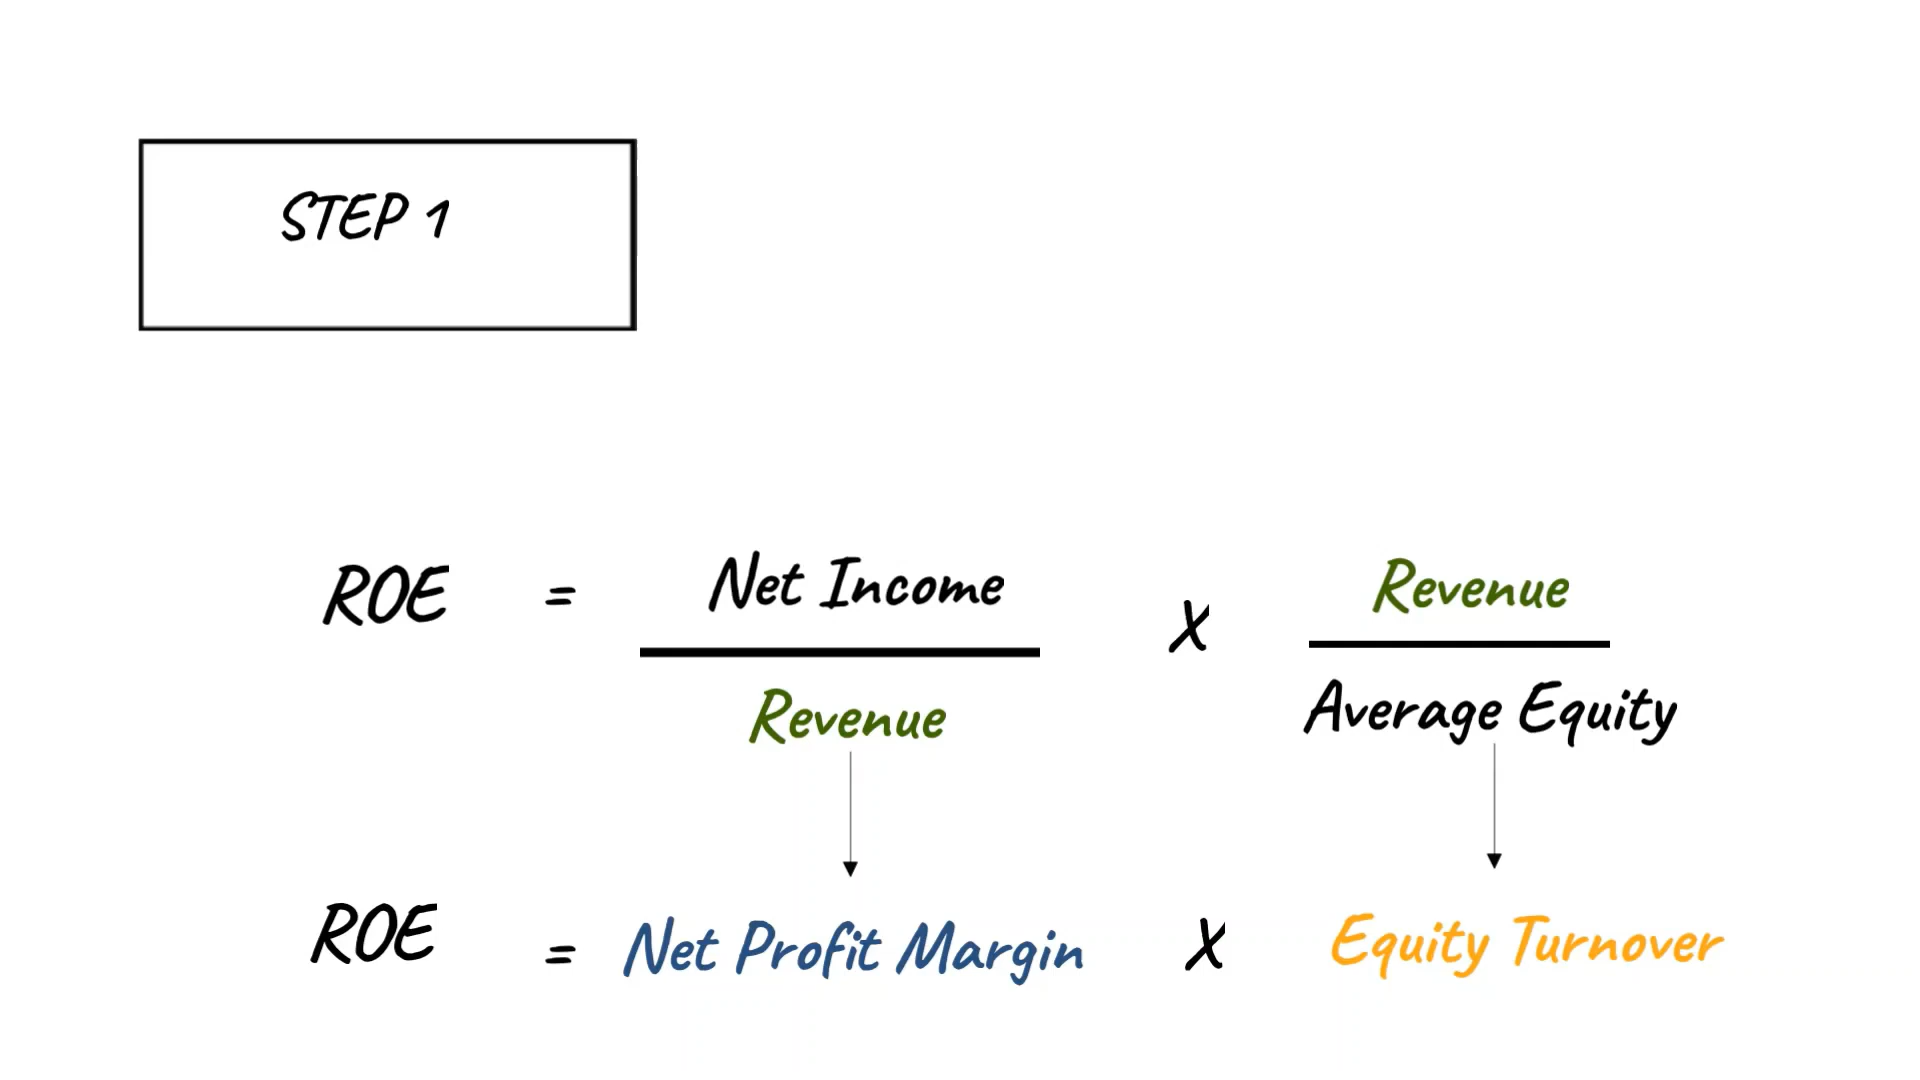 STEP 1
ROE = Net Income X Revenue
Revenue Average Equity
ROE = Net Profit Margin X Equity Turnover